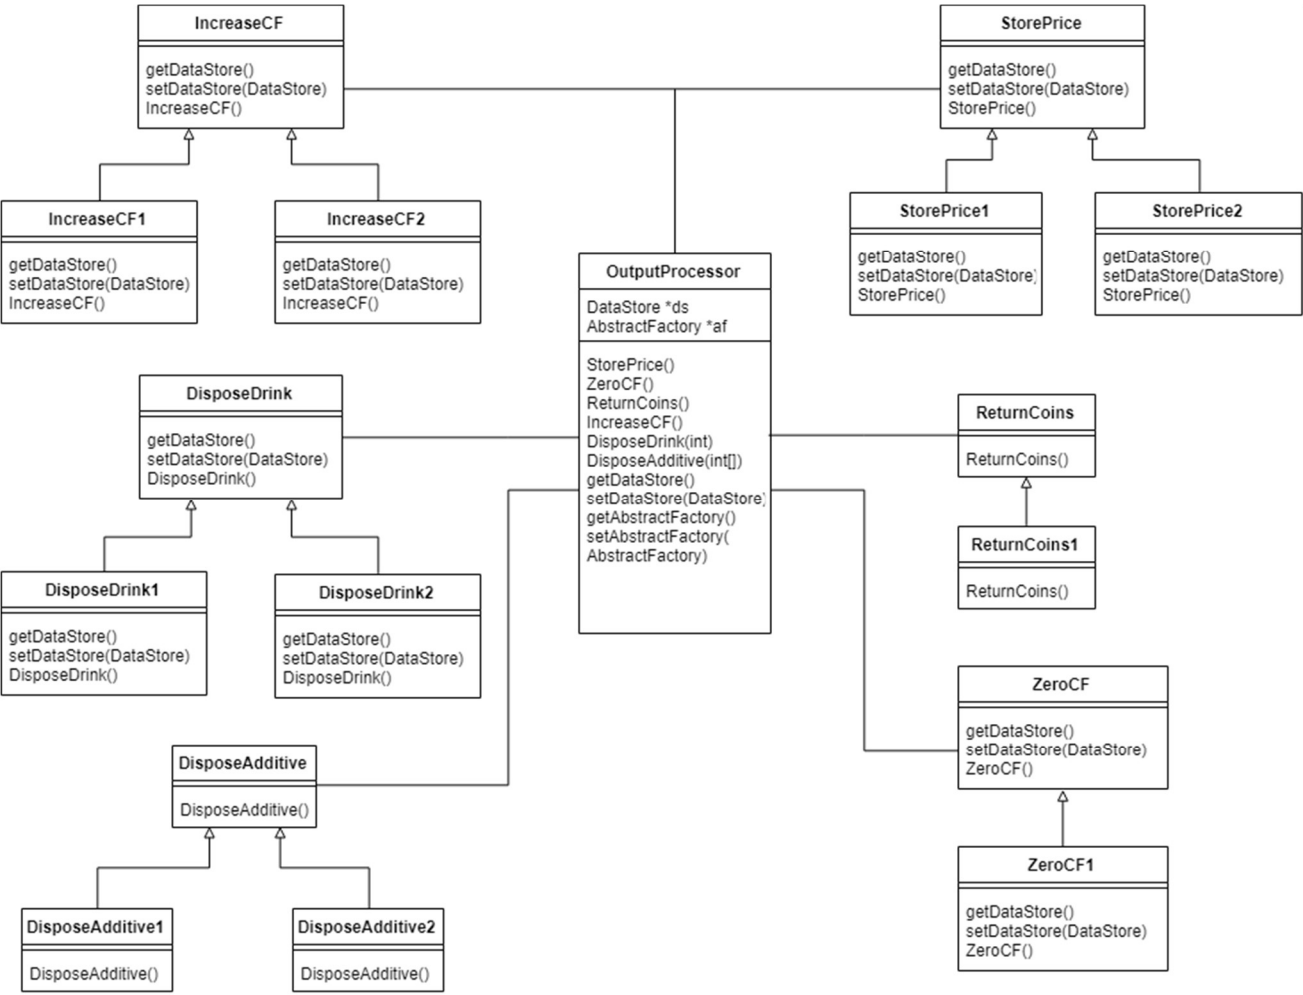 IncreaseCF
getDataStore()
setDataStore(DataStore)
IncreaseCF()
StorePrice
getDataStore()
setDataStore(DataStore)
StorePrice()
IncreaseCF1
getDataStore()
setDataStore(DataStore)
IncreaseCF()
IncreaseCF2
getDataStore()
setDataStore(DataStore)
IncreaseCF()
StorePrice1
getDataStore()
setDataStore(DataStore)
StorePrice()
StorePrice2
getDataStore()
setDataStore(DataStore)
StorePrice()
OutputProcessor
DataStore *ds
AbstractFactory *af
StorePrice()
ZeroCF()
ReturnCoins()
IncreaseCF()
DisposeDrink(int)
DisposeAdditive(int[])
getDataStore()
setDataStore(DataStore)
getAbstractFactory()
setAbstractFactory(
AbstractFactory)
DisposeDrink
getDataStore()
setDataStore(DataStore)
DisposeDrink()
ReturnCoins
ReturnCoins()
ReturnCoins1
ReturnCoins()
DisposeDrink1
getDataStore()
setDataStore(DataStore)
DisposeDrink()
DisposeDrink2
getDataStore()
setDataStore(DataStore)
DisposeDrink()
ZeroCF
getDataStore()
setDataStore(DataStore)
ZeroCF()
DisposeAdditive
DisposeAdditive()
ZeroCF1
getDataStore()
setDataStore(DataStore)
ZeroCF()
DisposeAdditive1
DisposeAdditive()
DisposeAdditive2
DisposeAdditive()